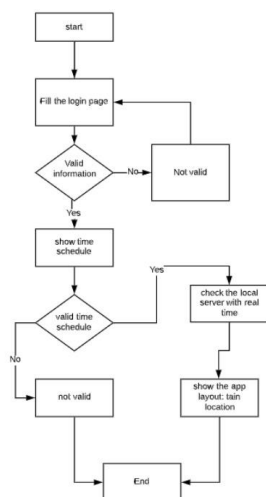 start
Fill the login page
Valid
information
No
Not valid
Yes
show time
schedule
Yes
check the local
server with real
time
valid time
schedule
No
not valid
show the app
layout: tain
location
End